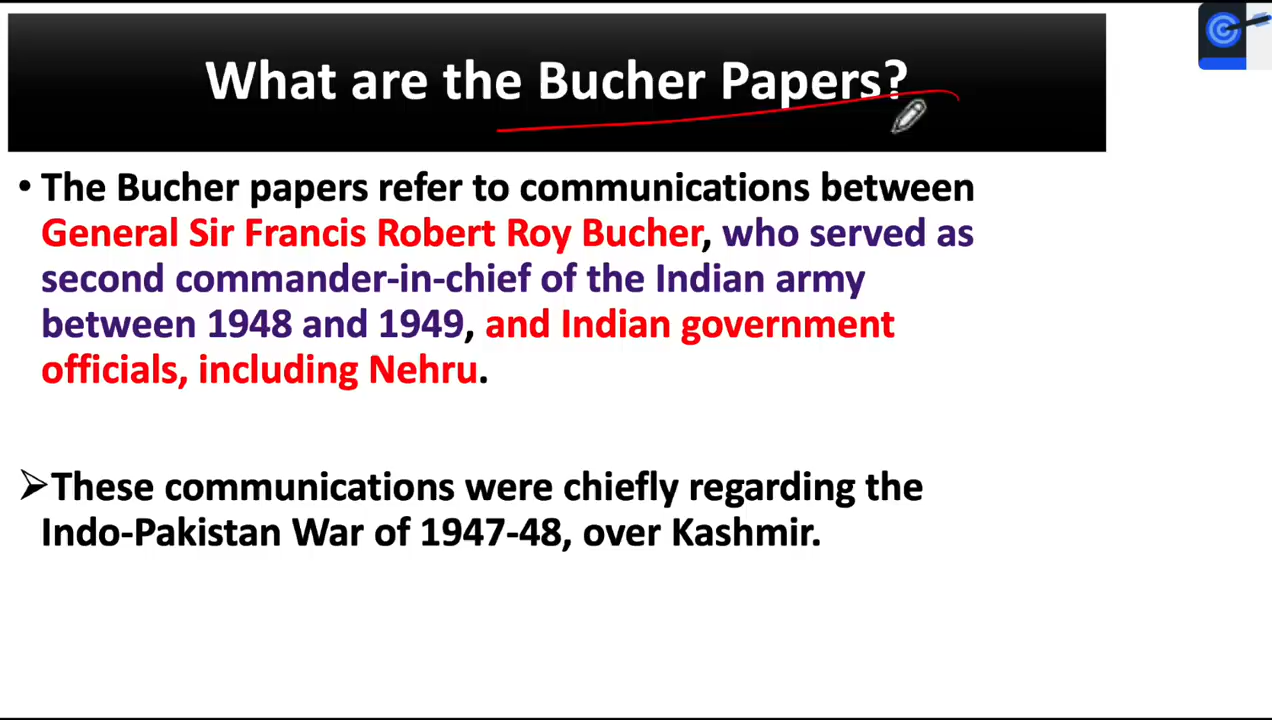 What are the Bucher Papers?
• The Bucher papers refer to communications between
General Sir Francis Robert Roy Bucher, who served as
second commander-in-chief of the Indian army
between 1948 and 1949, and Indian government
officials, including Nehru.
➢These communications were chiefly regarding the
Indo-Pakistan War of 1947-48, over Kashmir.